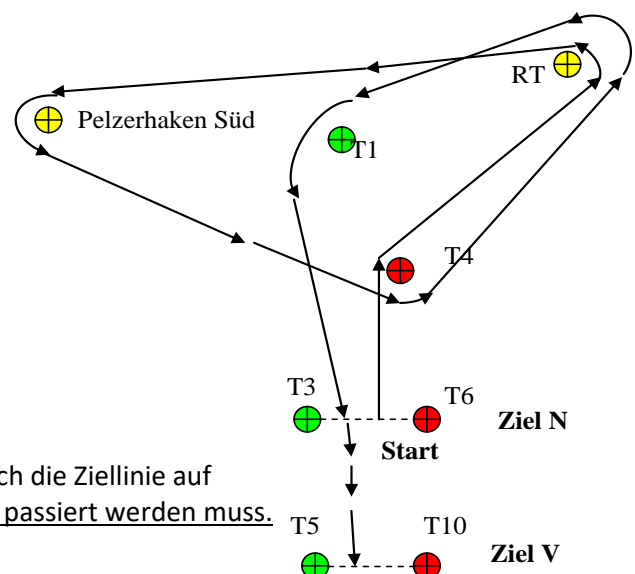 RT
Pelzerhaken Süd
T1
T4
T3
T6
Ziel N
Start
ch die Ziellinie auf
passiert werden muss.
T5
T10
Ziel V